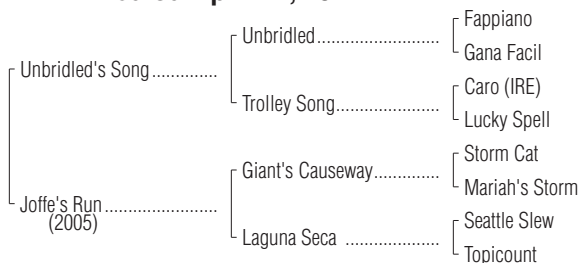 Unbridled's Song..............
Unbridled..........................
Fappiano
Gana Facil
Trolley Song......................
Caro (IRE)
Lucky Spell
Joffe's Run........................
(2005)
Giant's Causeway..............
Storm Cat
Mariah's Storm
Laguna Seca ....................
Seattle Slew
Topicount